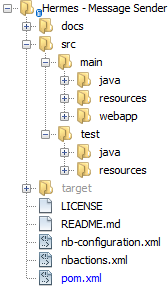 Hermes - Message Sender
docs
src
main
java
resources
webapp
test
java
resources
target
LICENSE
README.md
nb-configuration.xml
nbactions.xml
pom.xml